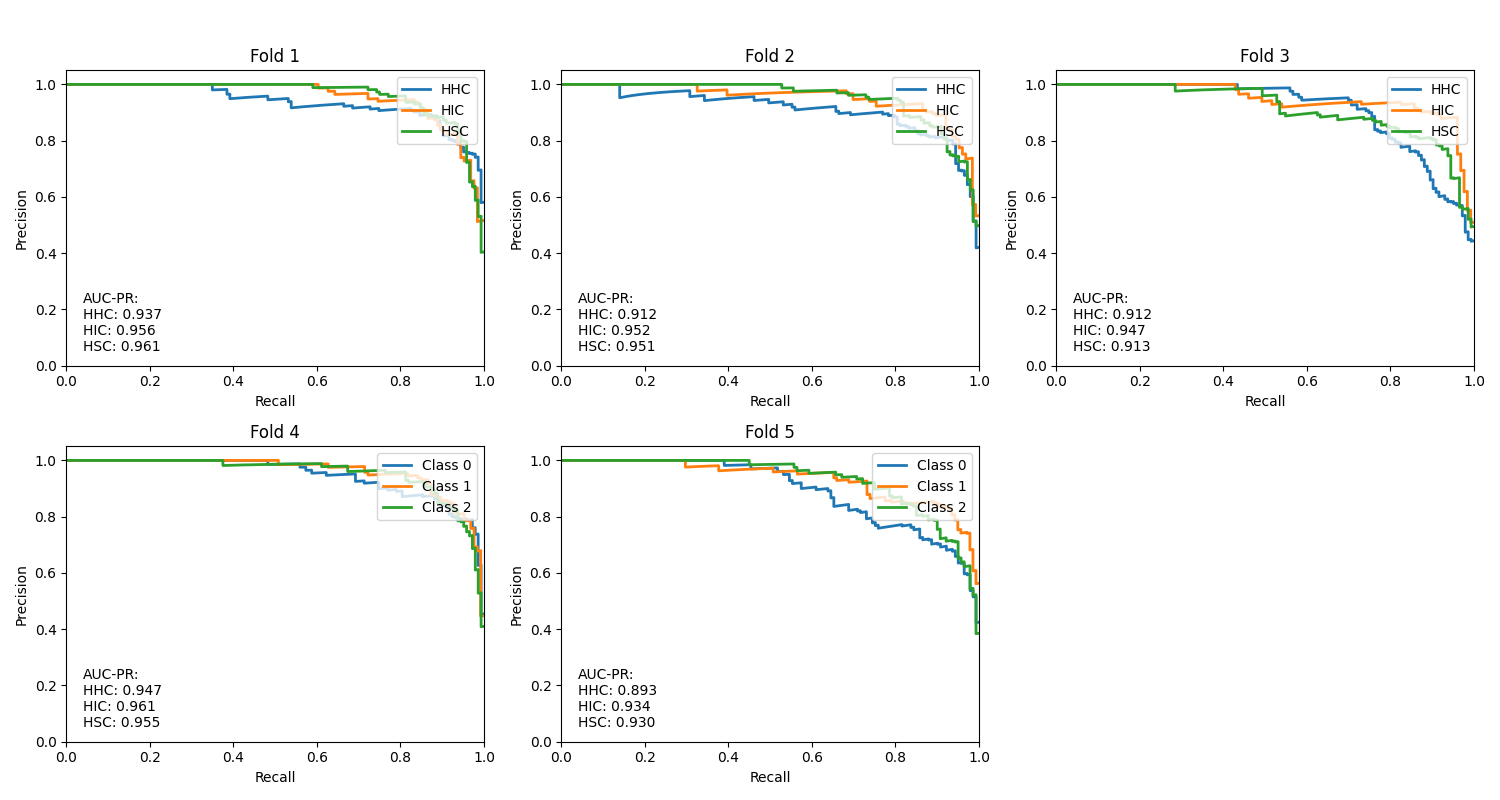 Fold 1
1.0
0.8
0.6
0.4
0.2
0.0
Precision
HHC
HIC
HSC
AUC-PR:
HHC: 0.937
HIC: 0.956
HSC: 0.961
0.0 0.2 0.4 0.6 0.8 1.0
Recall
Fold 2
1.0
0.8
0.6
0.4
0.2
0.0
Precision
HHC
HIC
HSC
AUC-PR:
HHC: 0.912
HIC: 0.952
HSC: 0.951
0.0 0.2 0.4 0.6 0.8 1.0
Recall
Fold 3
1.0
0.8
0.6
0.4
0.2
0.0
Precision
HHC
HIC
HSC
AUC-PR:
HHC: 0.912
HIC: 0.947
HSC: 0.913
0.0 0.2 0.4 0.6 0.8 1.0
Recall
Fold 4
1.0
0.8
0.6
0.4
0.2
0.0
Precision
Class 0
Class 1
Class 2
AUC-PR:
HHC: 0.947
HIC: 0.961
HSC: 0.955
0.0 0.2 0.4 0.6 0.8 1.0
Recall
Fold 5
1.0
0.8
0.6
0.4
0.2
0.0
Precision
Class 0
Class 1
Class 2
AUC-PR:
HHC: 0.893
HIC: 0.934
HSC: 0.930
0.0 0.2 0.4 0.6 0.8 1.0
Recall